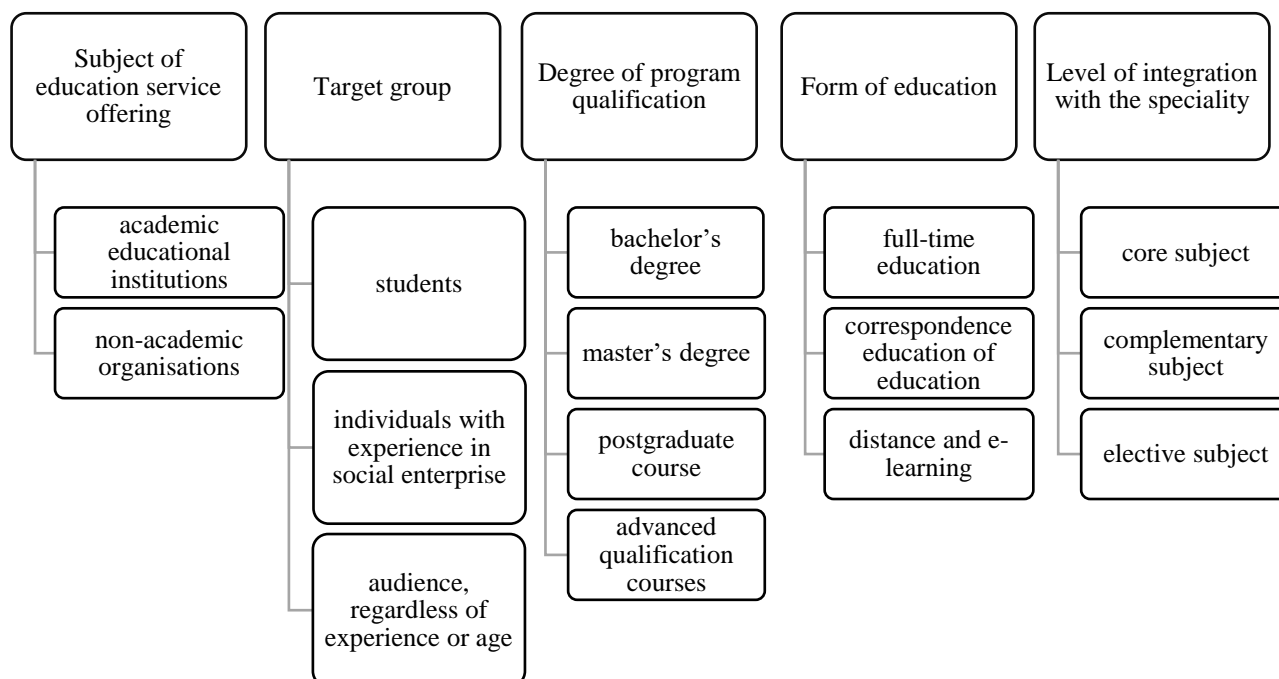 Subject of
education service
offering
academic
educational
institutions
non-academic
organisations
Target group
students
individuals with
experience in
social enterprise
audience,
regardless of
experience or age
Degree of program
qualification
bachelor’s
degree
master’s degree
postgraduate
course
advanced
qualification
courses
Form of education
full-time
education
correspondence
education of
education
distance and e-
learning
Level of integration
with the speciality
core subject
complementary
subject
elective subject